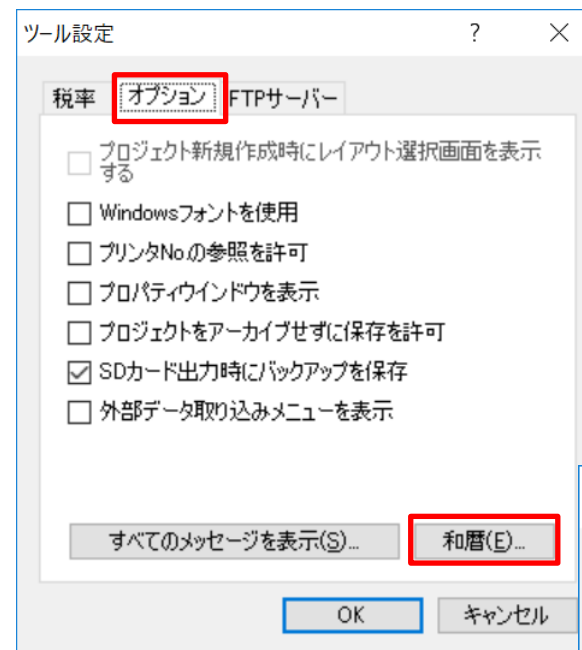 ツール設定 ?
税率 オプション FTPサーバー
プロジェクト新規作成時にレイアウト選択画面を表示
する
Windowsフォントを使用
プリンタNo.の参照を許可
プロパティウインドウを表示
プロジェクトをアーカイブせずに保存を許可
SDカード出力時にバックアップを保存
外部データ取り込みメニューを表示
すべてのメッセージを表示(S)... 和暦(E)...
OK キャンセル